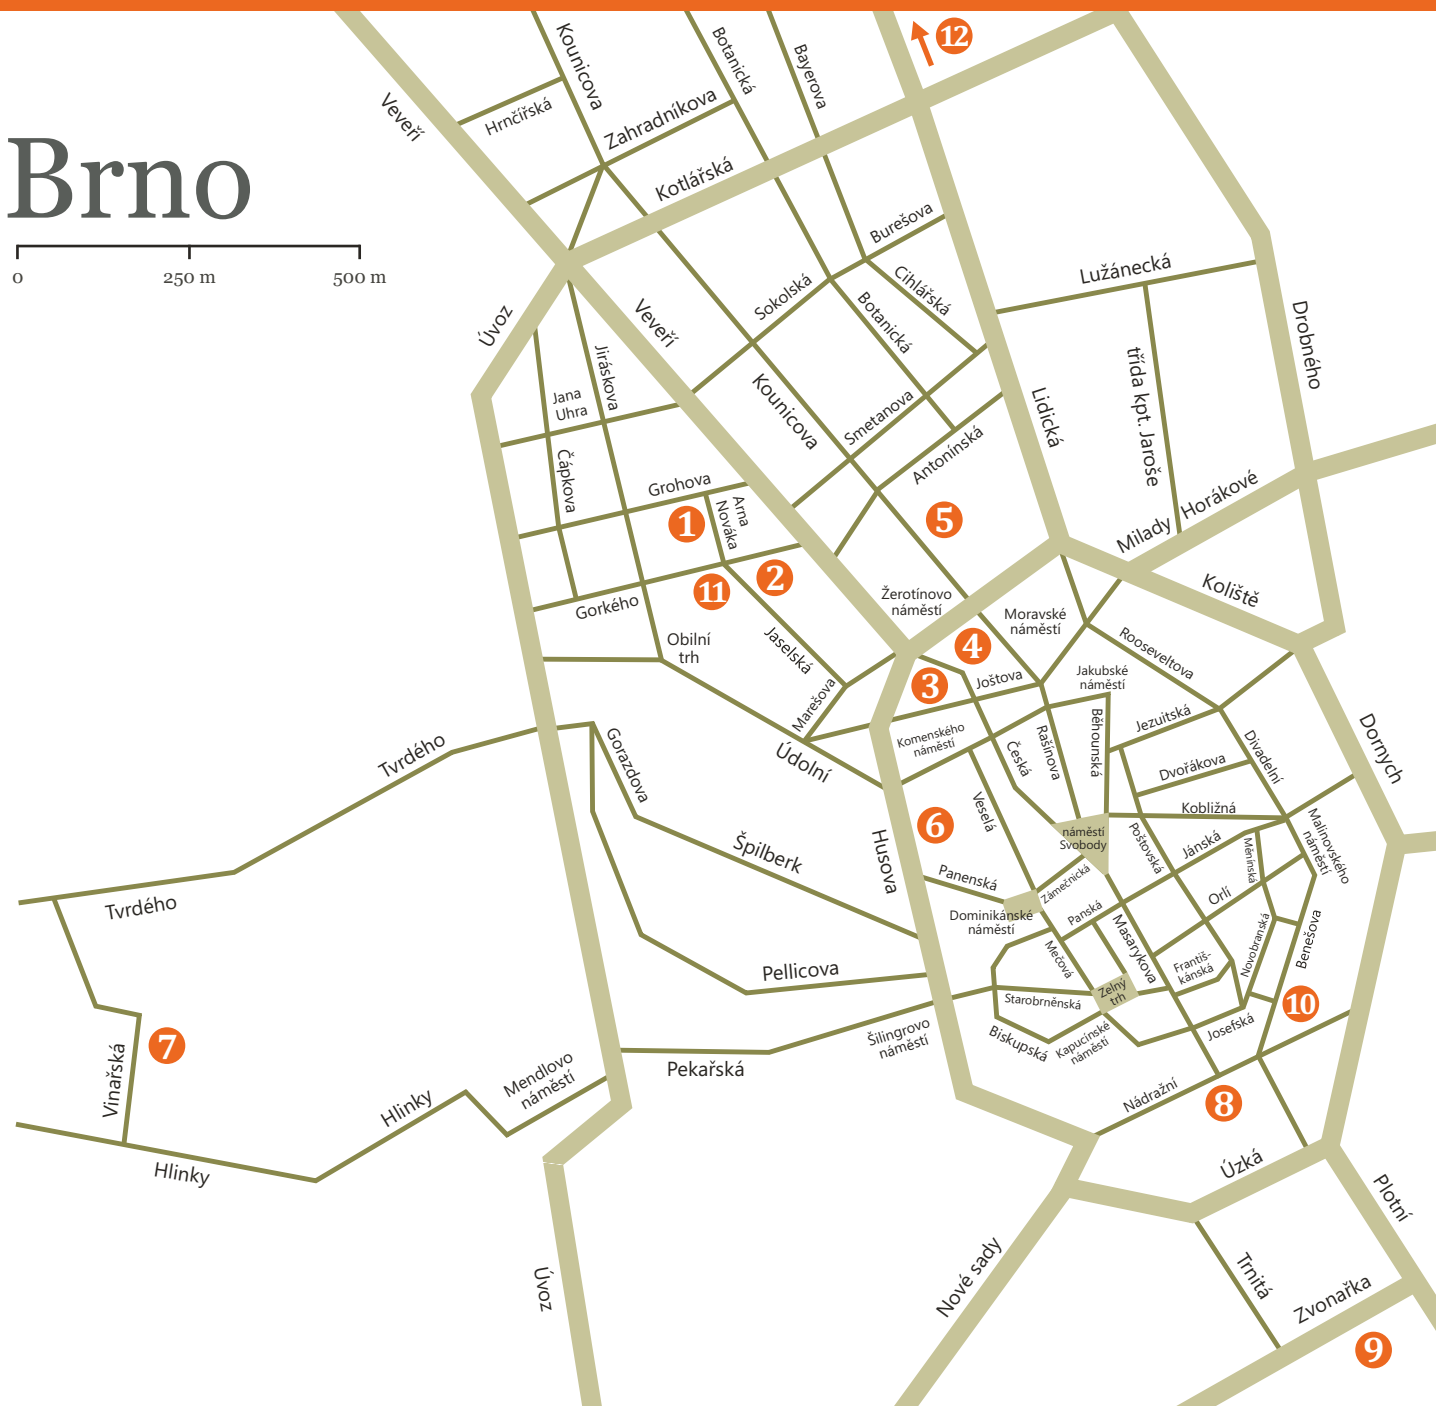 12
Kounicova
Botanická
Bayerova
Veveří
Hrnčířská
Zahradníkova
Brno
Kotlářská
0
250 m
500 m
Burešova
Lužánecká
Cihlářská
Sokolská
Botanická
Úvoz
Veveří
Drobného
Jiráskova
Jana
Uhra
Kounicova
třída kpt. Jaroše
Smetanova
Lidická
Antonínská
Čápkova
Grohova
Arna
Nováka
1
5
Milady Horákové
2
11
Gorkého
Žerotínovo
náměstí
Moravské
náměstí
Koliště
Obilní
trh
Jaselská
4
Rooseveltova
3
Joštova
Jakubské
náměstí
Marešova
Jezuitská
Komenského
náměstí
Česká
Rašínova
Běhounská
Divadelní
Dornych
Tvrdého
Gorazdova
Údolní
Dvořákova
Veselá
Kobližná
6
náměstí
Svobody
Poštovská
Jánská
Měnínská
Malinovského
náměstí
Špilberk
Husova
Panenská
Zámečnická
Orlí
Tvrdého
Dominikánské
náměstí
Panská
Masarykova
Mečová
Novobranská
Benešova
Pellicova
Františ-
kánská
Starobrněnská
Zelný
trh
10
7
Vinařská
Šilingrovo
náměstí
Biskupská
Kapucínské
náměstí
Josefská
Pekařská
Mendlovo
náměstí
Hlinky
Nádražní
8
Hlinky
Úzká
Plotní
Úvoz
Nové sady
Trnitá
Zvonařka
9